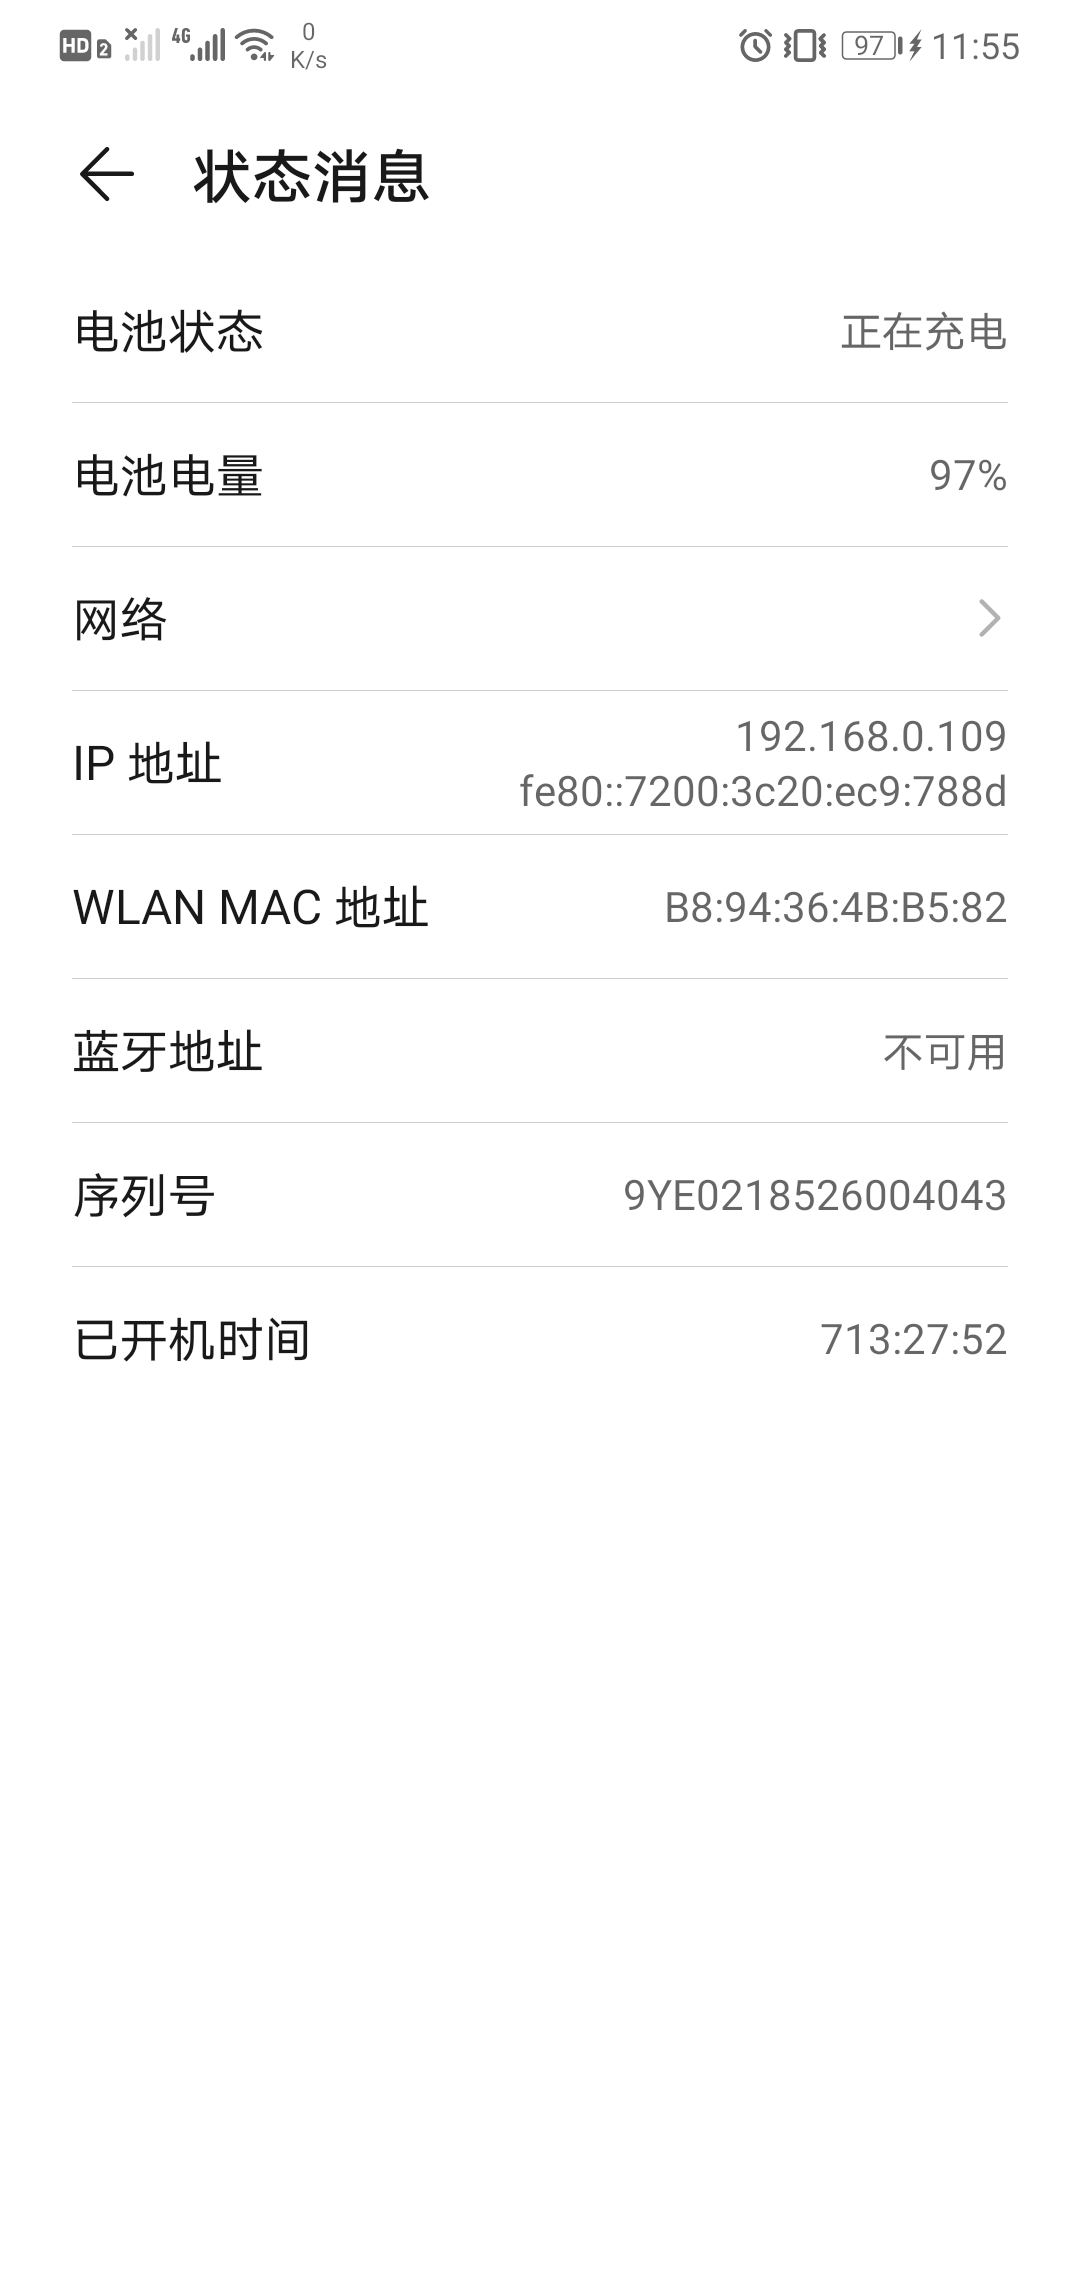 HD 2 4G 0 K/s 97 11:55
状态消息
电池状态 正在充电
电池电量 97%
网络
IP 地址 192.168.0.109
fe80::7200:3c20:ec9:788d
WLAN MAC 地址 B8:94:36:4B:B5:82
蓝牙地址 不可用
序列号 9YE0218526004043
已开机时间 713:27:52